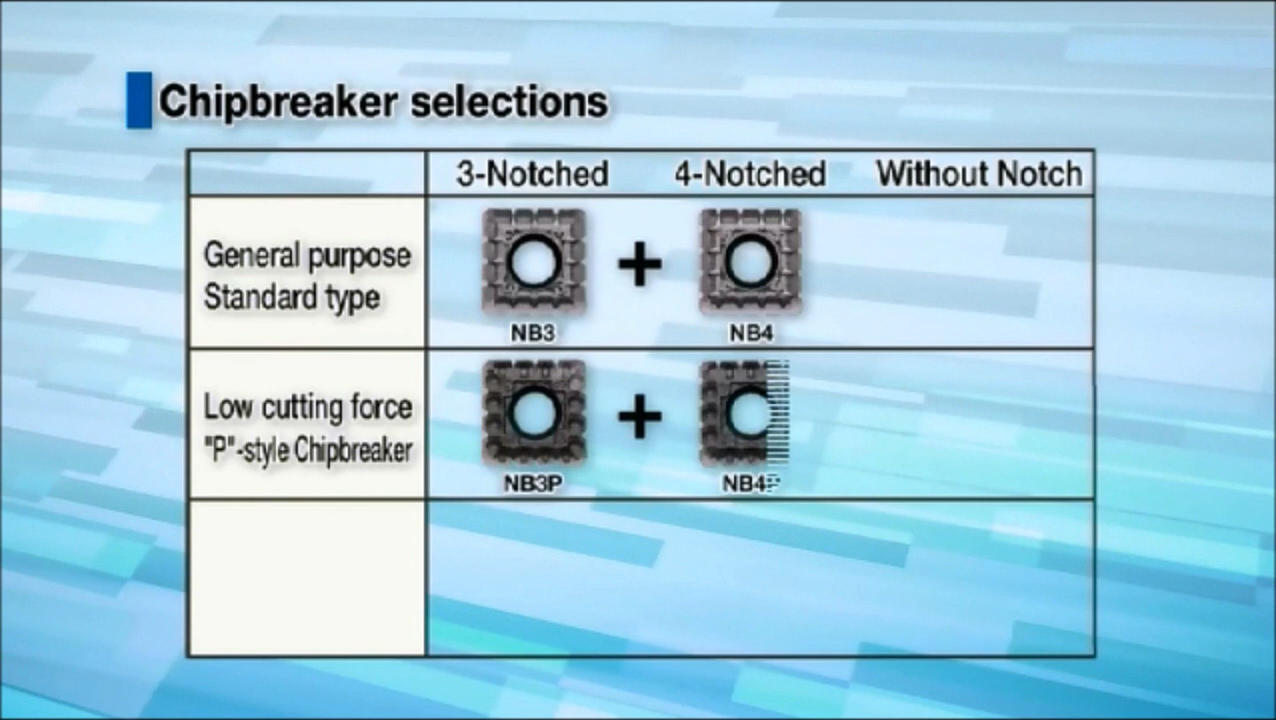 Chipbreaker selections
3-Notched 4-Notched Without Notch
General purpose
Standard type
+
NB3 NB4
Low cutting force
"P"-style Chipbreaker
+
NB3P NB4P